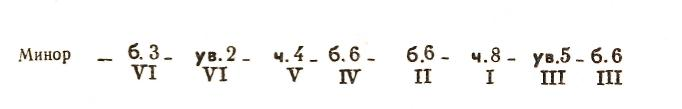 Минор – б. 3 – ув. 2 – ч. 4 – б. 6 – б.6 – ч. 8 – ув. 5 – б. 6
VI VI V IV II I III III